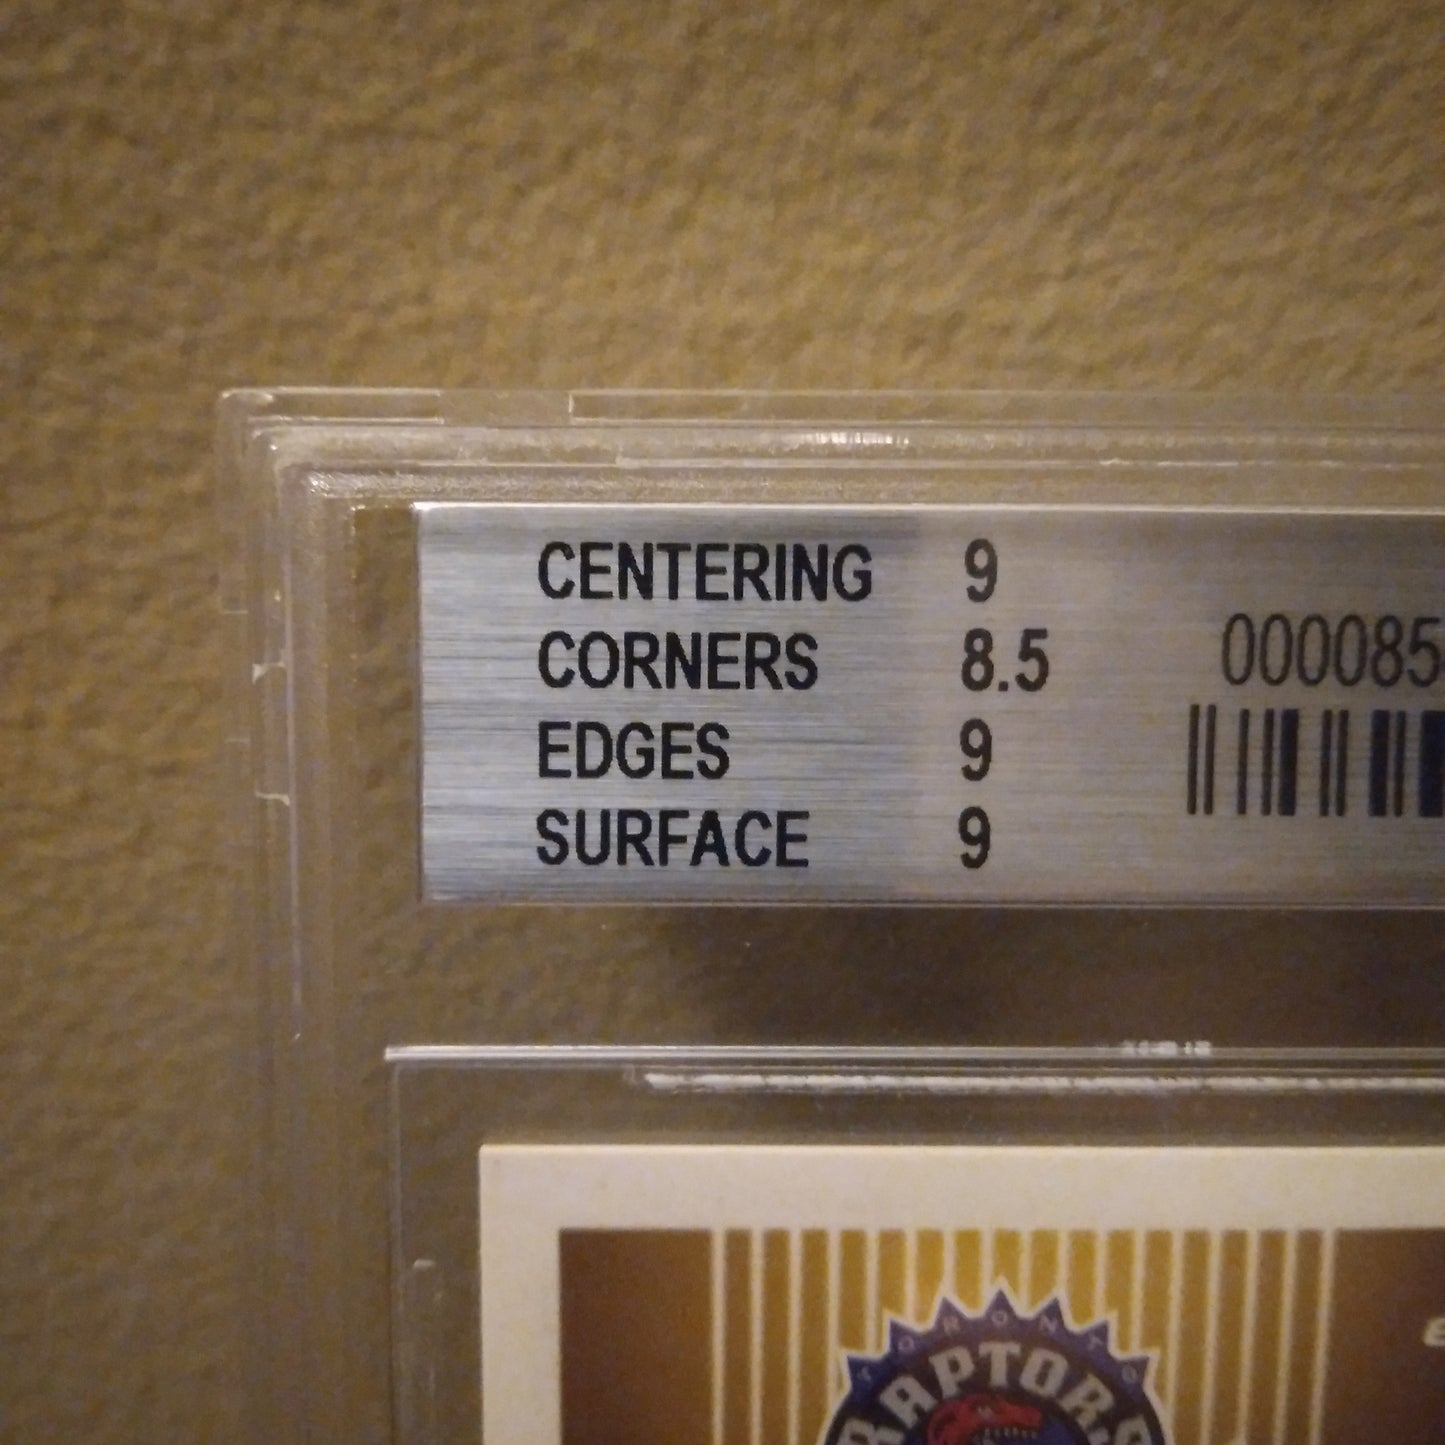 CENTERING 9
CORNERS 8.5
EDGES 9
SURFACE 9
000085
TORONTO
RAPTORS